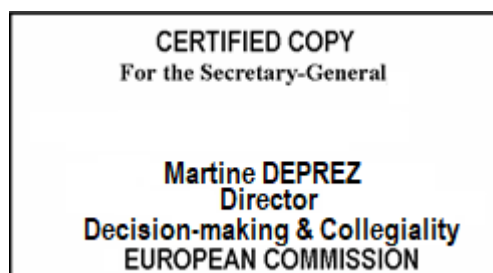 CERTIFIED COPY
For the Secretary-General
Martine DEPREZ
Director
Decision-making & Collegiality
EUROPEAN COMMISSION